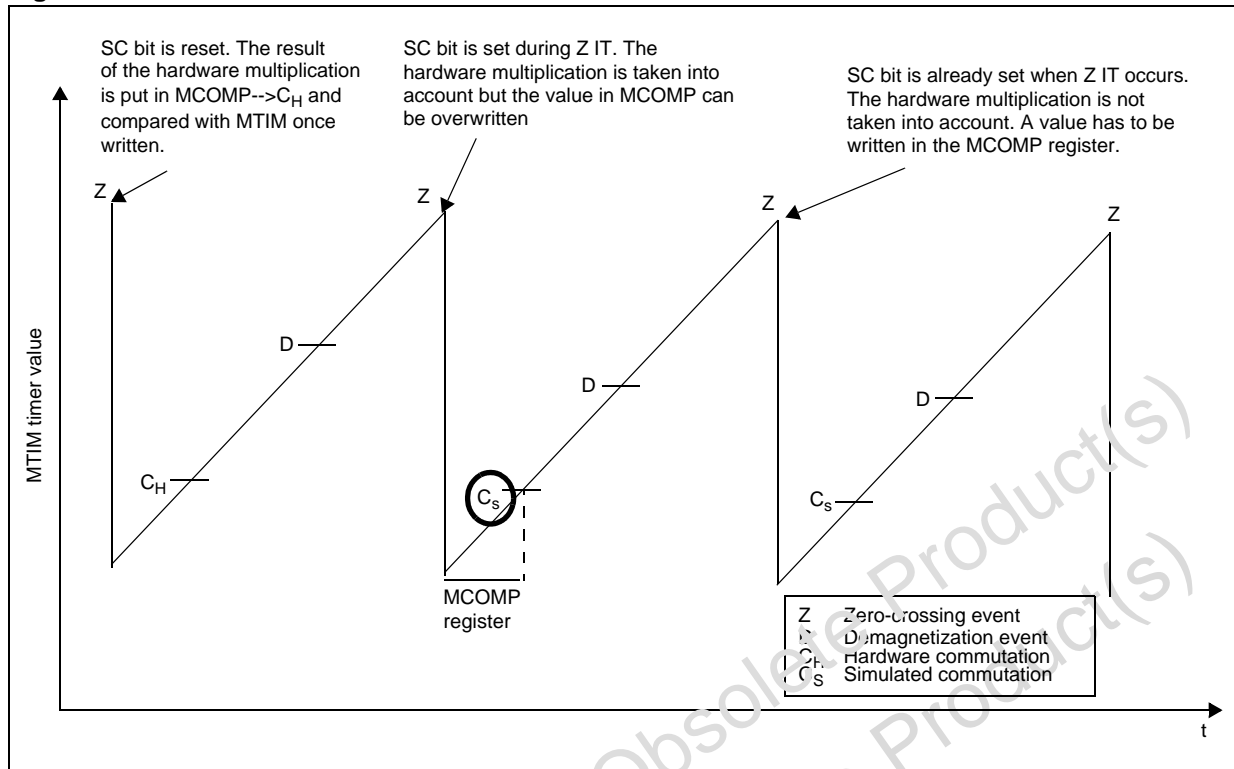 SC bit is reset. The result
of the hardware multiplication
is put in MCOMP-->CH and
compared with MTIM once
written.
SC bit is set during Z IT. The
hardware multiplication is taken into
account but the value in MCOMP can
be overwritten
SC bit is already set when Z IT occurs.
The hardware multiplication is not
taken into account. A value has to be
written in the MCOMP register.
Z
Z
Z
Z
MTIM timer value
D
D
D
CH
Cs
Cs
MCOMP
register
Z Zero-crossing event
D Demagnetization event
CH Hardware commutation
CS Simulated commutation
t
Obsolete Product(s)
Product(s)